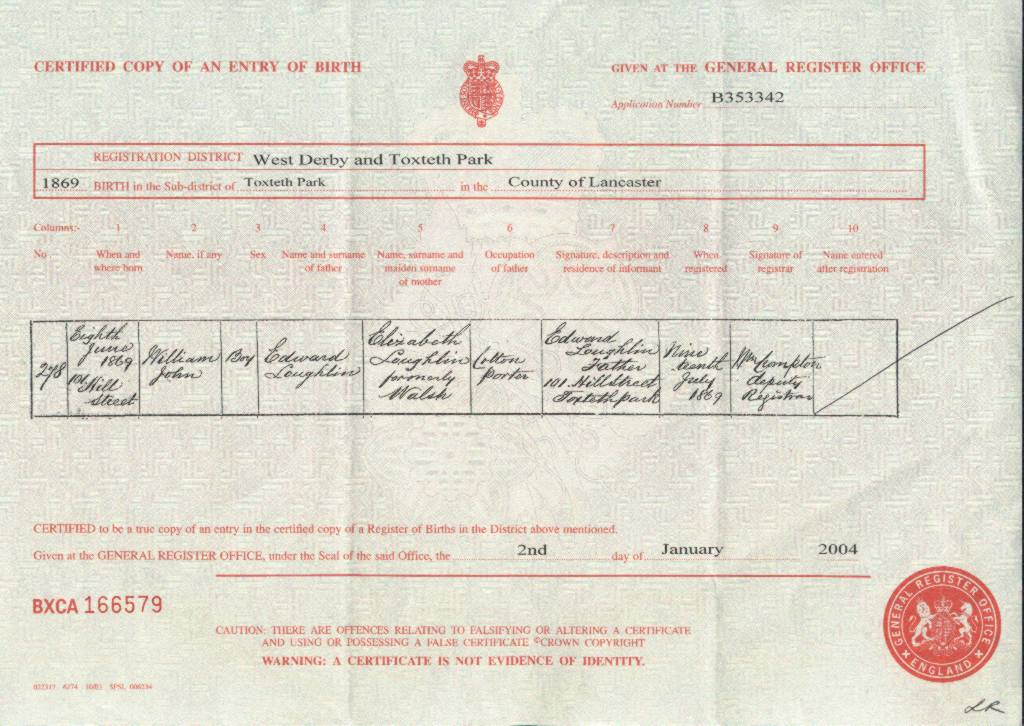 CERTIFIED COPY OF AN ENTRY OF BIRTH
GIVEN AT THE GENERAL REGISTER OFFICE
Application Number B353342
REGISTRATION DISTRICT West Derby and Toxteth Park
1869 BIRTH in the Sub-district of Toxteth Park in the County of Lancaster
Columns:- 1 2 3 4 5 6 7 8 9 10
No When and where born
Name, if any
Sex
Name and surname of father
Name, surname and maiden surname of mother
Occupation of father
Signature, description and residence of informant
When registered
Signature of registrar
Name entered after registration
278
Eighth
June
1869
101 Hill
Street
William
John
Boy
Edward
Loughlin
Elizabeth
Loughlin
formerly
Walsh
Cotton
Porter
Edward
Loughlin
Father
101 Hill Street
Toxteth park
Nine
teenth
July
1869
Wm Crompton
deputy
Registrar
CERTIFIED to be a true copy of an entry in the certified copy of a Register of Births in the District above mentioned.
Given at the GENERAL REGISTER OFFICE, under the Seal of the said Office, the 2nd day of January 2004
BXCA 166579
CAUTION: THERE ARE OFFENCES RELATING TO FALSIFYING OR ALTERING A CERTIFICATE
AND USING OR POSSESSING A FALSE CERTIFICATE ©CROWN COPYRIGHT
WARNING: A CERTIFICATE IS NOT EVIDENCE OF IDENTITY.
GENERAL REGISTER OFFICE
ENGLAND